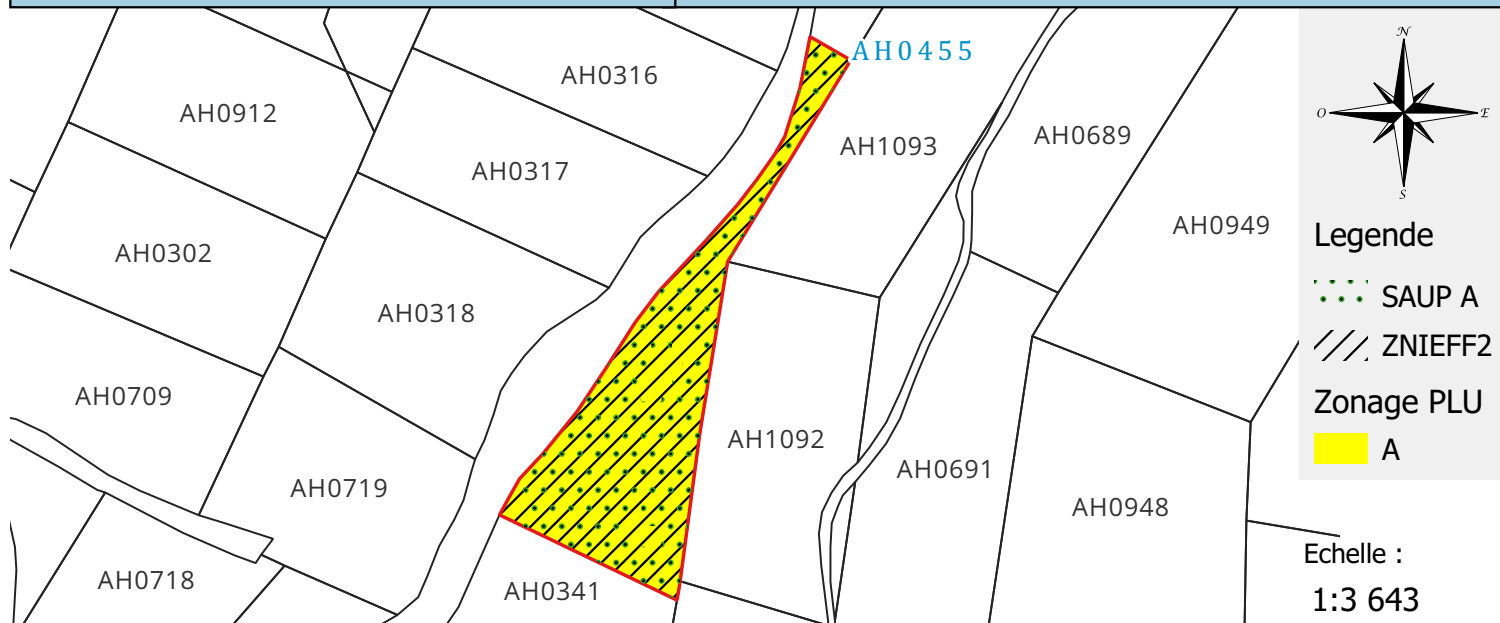 AH0455
AH0316
AH0912
AH1093
AH0689
AH0317
AH0949
AH0302
AH0318
AH0709
AH1092
AH0691
AH0719
AH0948
AH0718
AH0341
N
O
E
S
Legende
SAUP A
ZNIEFF2
Zonage PLU
A
Echelle :
1:3 643